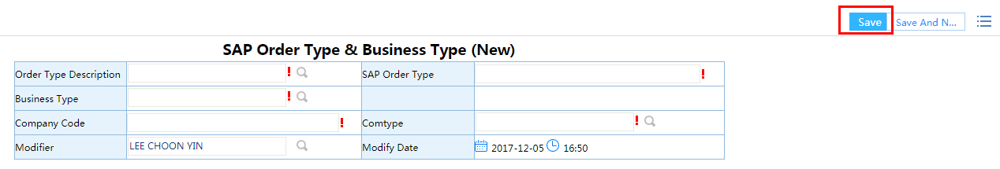 Save Save And N...
SAP Order Type & Business Type (New)
Order Type Description ! SAP Order Type !
Business Type !
Company Code ! Comtype !
Modifier LEE CHOON YIN Modify Date 2017-12-05 16:50